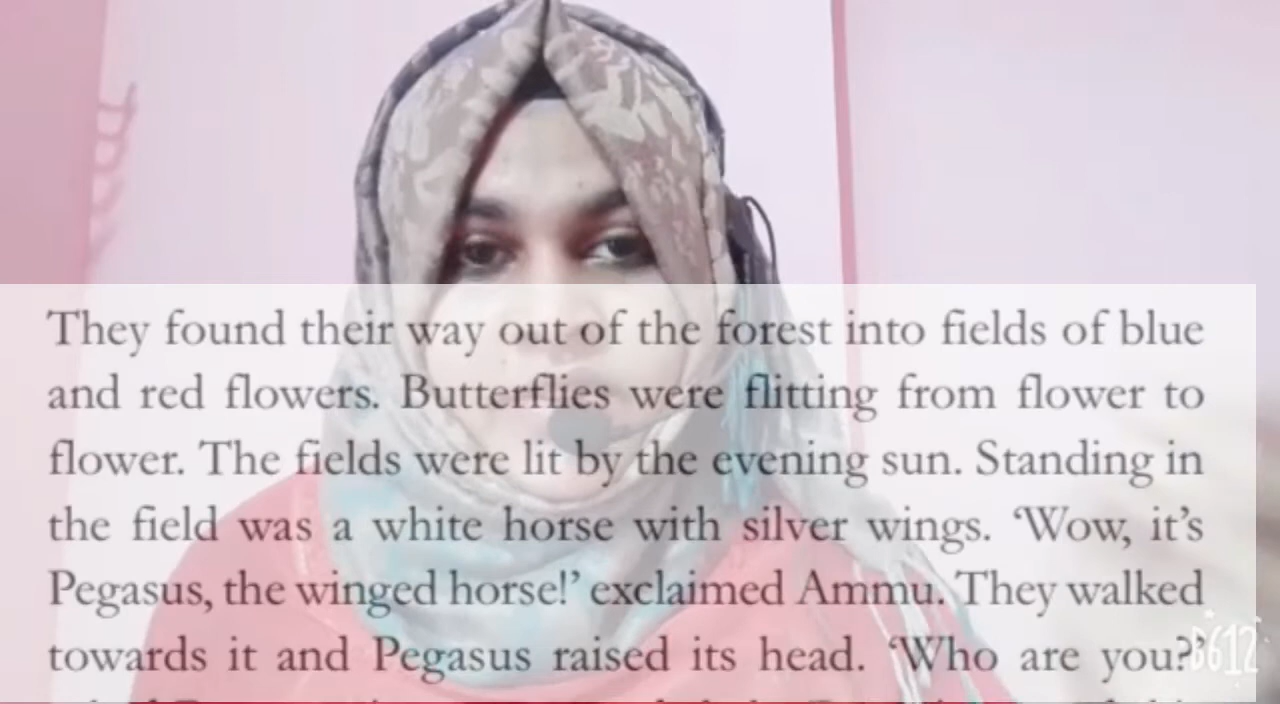 They found their way out of the forest into fields of blue
and red flowers. Butterflies were flitting from flower to
flower. The fields were lit by the evening sun. Standing in
the field was a white horse with silver wings. ‘Wow, it’s
Pegasus, the winged horse!’ exclaimed Ammu. They walked
towards it and Pegasus raised its head. ‘Who are you?’
B612